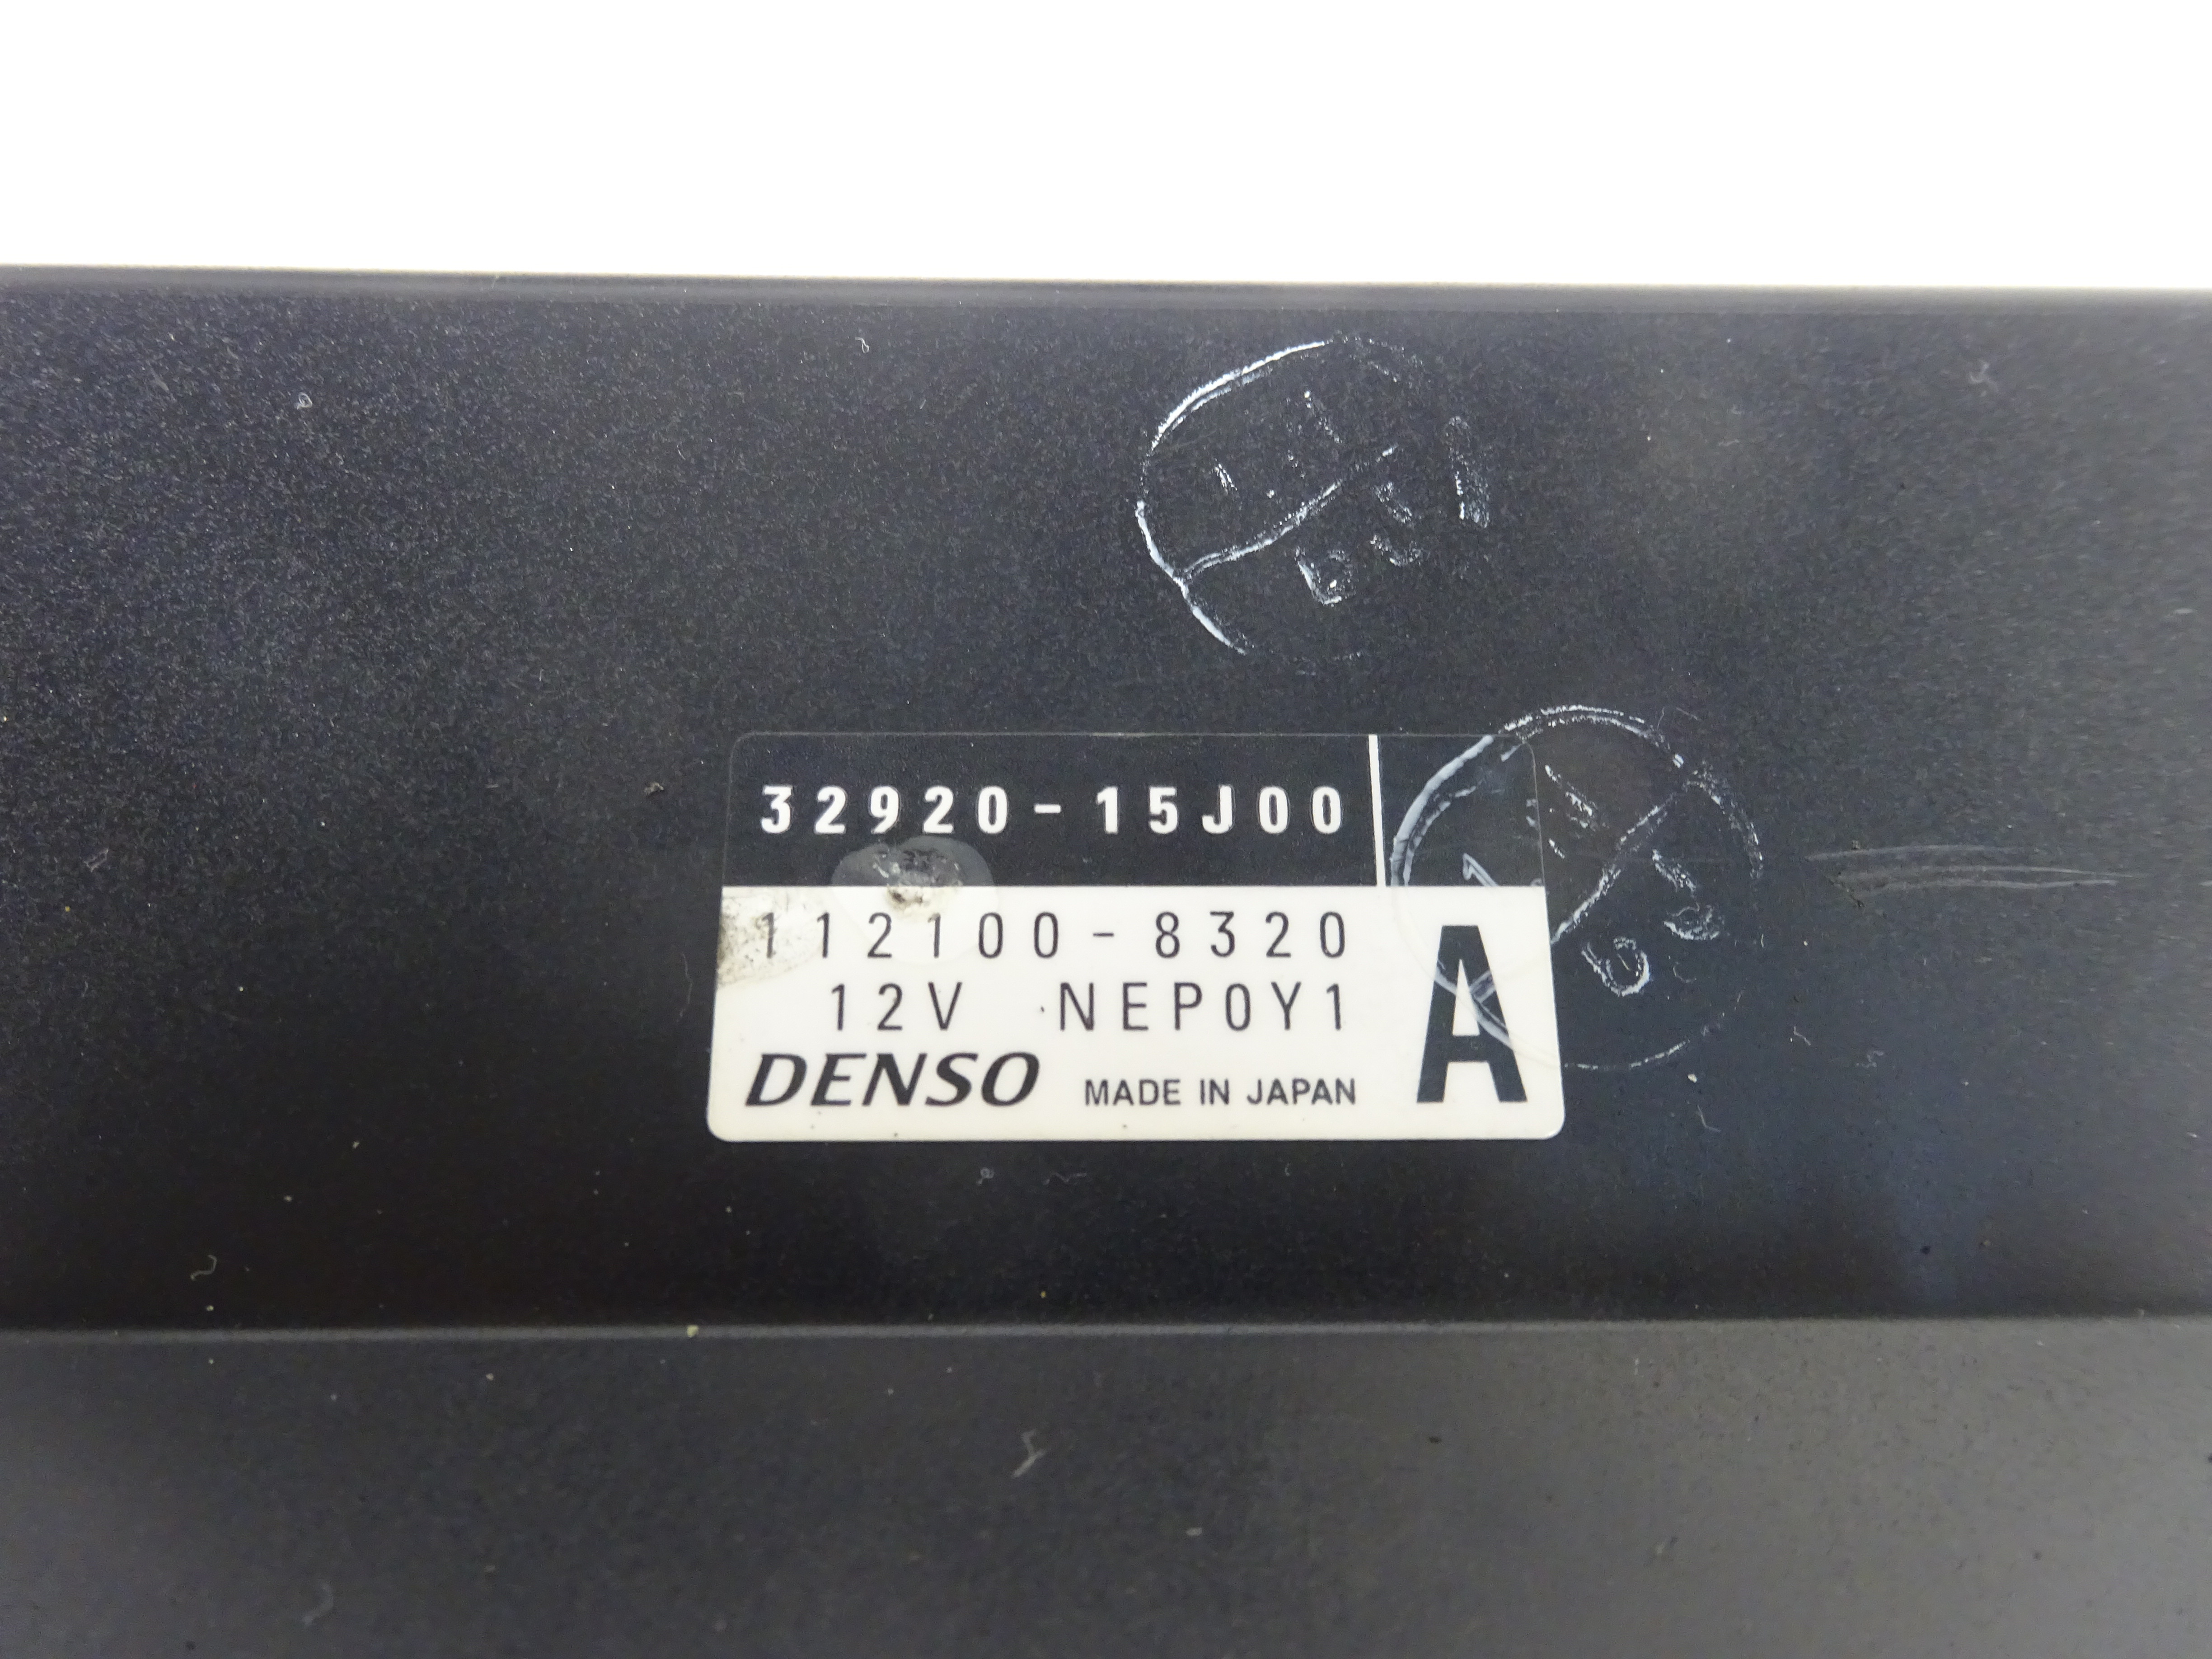 32920-15J00
112100-8320
12V NEP0Y1
DENSO MADE IN JAPAN
A